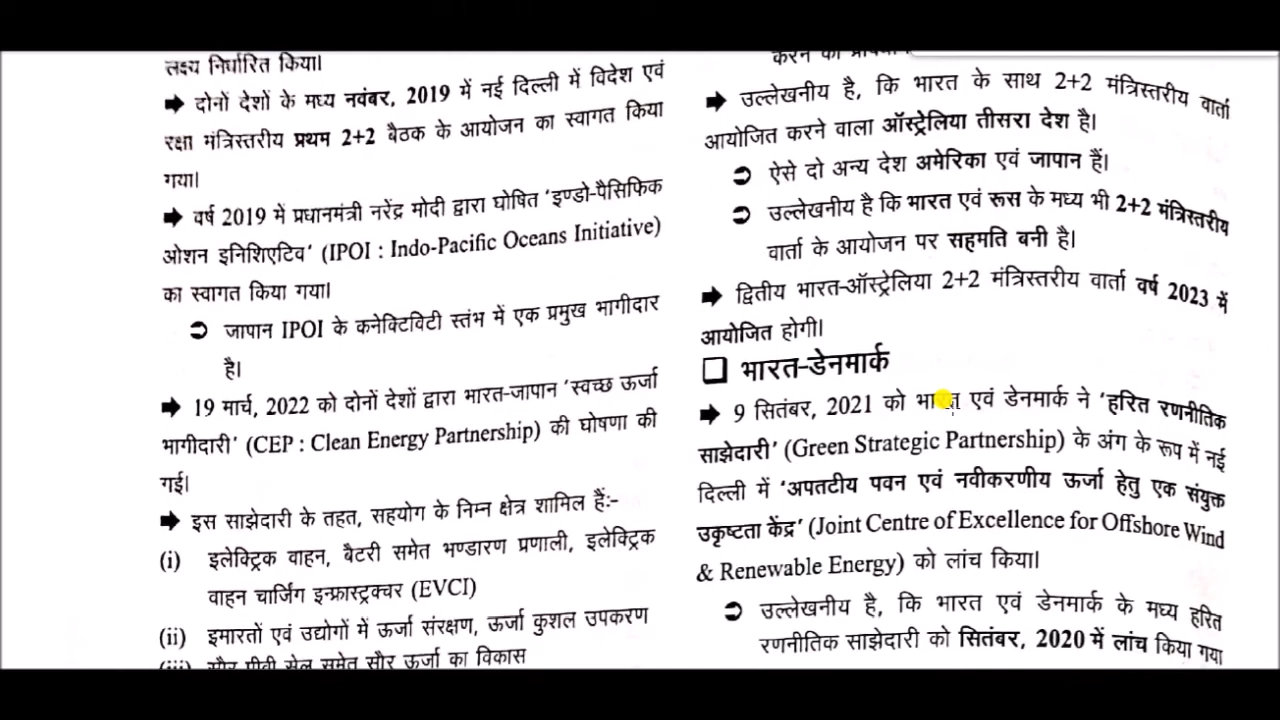 लक्ष्य निर्धारित किया।
➡ दोनों देशों के मध्य नवंबर, 2019 में नई दिल्ली में विदेश एवं
रक्षा मंत्रिस्तरीय प्रथम 2+2 बैठक के आयोजन का स्वागत किया
गया।
➡ वर्ष 2019 में प्रधानमंत्री नरेंद्र मोदी द्वारा घोषित 'इण्डो-पैसिफिक
ओशन इनिशिएटिव' (IPOI : Indo-Pacific Oceans Initiative)
का स्वागत किया गया।
➲ जापान IPOI के कनेक्टिविटी स्तंभ में एक प्रमुख भागीदार
है।
➡ 19 मार्च, 2022 को दोनों देशों द्वारा भारत-जापान 'स्वच्छ ऊर्जा
भागीदारी' (CEP : Clean Energy Partnership) की घोषणा की
गई।
➡ इस साझेदारी के तहत, सहयोग के निम्न क्षेत्र शामिल हैं:-
(i) इलेक्ट्रिक वाहन, बैटरी समेत भण्डारण प्रणाली, इलेक्ट्रिक
वाहन चार्जिंग इन्फ्रास्ट्रक्चर (EVCI)
(ii) इमारतों एवं उद्योगों में ऊर्जा संरक्षण, ऊर्जा कुशल उपकरण
(iii) सौर पीवी सेल समेत सौर ऊर्जा का विकास
करने का
➡ उल्लेखनीय है, कि भारत के साथ 2+2 मंत्रिस्तरीय वार्ता
आयोजित करने वाला ऑस्ट्रेलिया तीसरा देश है।
➲ ऐसे दो अन्य देश अमेरिका एवं जापान हैं।
➲ उल्लेखनीय है कि भारत एवं रूस के मध्य भी 2+2 मंत्रिस्तरीय
वार्ता के आयोजन पर सहमति बनी है।
➡ द्वितीय भारत-ऑस्ट्रेलिया 2+2 मंत्रिस्तरीय वार्ता वर्ष 2023 में
आयोजित होगी।
❑ भारत-डेनमार्क
➡ 9 सितंबर, 2021 को भारत एवं डेनमार्क ने 'हरित रणनीतिक
साझेदारी' (Green Strategic Partnership) के अंग के रूप में नई
दिल्ली में 'अपतटीय पवन एवं नवीकरणीय ऊर्जा हेतु एक संयुक्त
उकृष्टता केंद्र' (Joint Centre of Excellence for Offshore Wind
& Renewable Energy) को लांच किया।
➲ उल्लेखनीय है, कि भारत एवं डेनमार्क के मध्य हरित
रणनीतिक साझेदारी को सितंबर, 2020 में लांच किया गया